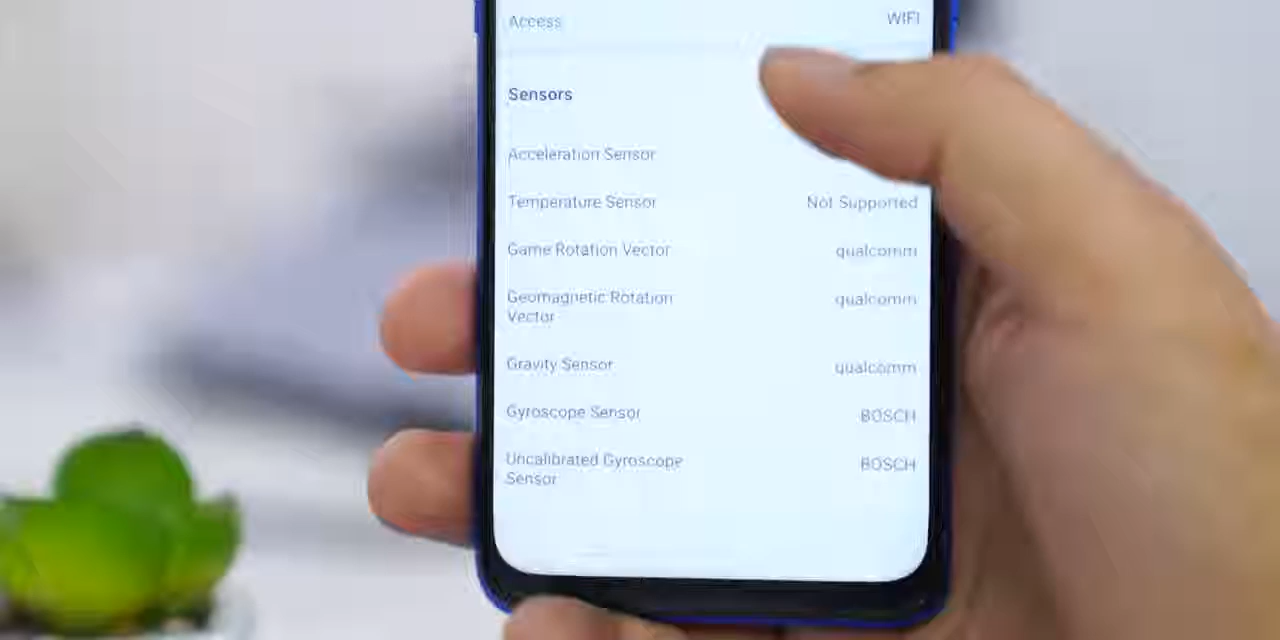 Access WIFI
Sensors
Acceleration Sensor
Temperature Sensor Not Supported
Game Rotation Vector qualcomm
Geomagnetic Rotation qualcomm
Vector
Gravity Sensor qualcomm
Gyroscope Sensor BOSCH
Uncalibrated Gyroscope BOSCH
Sensor